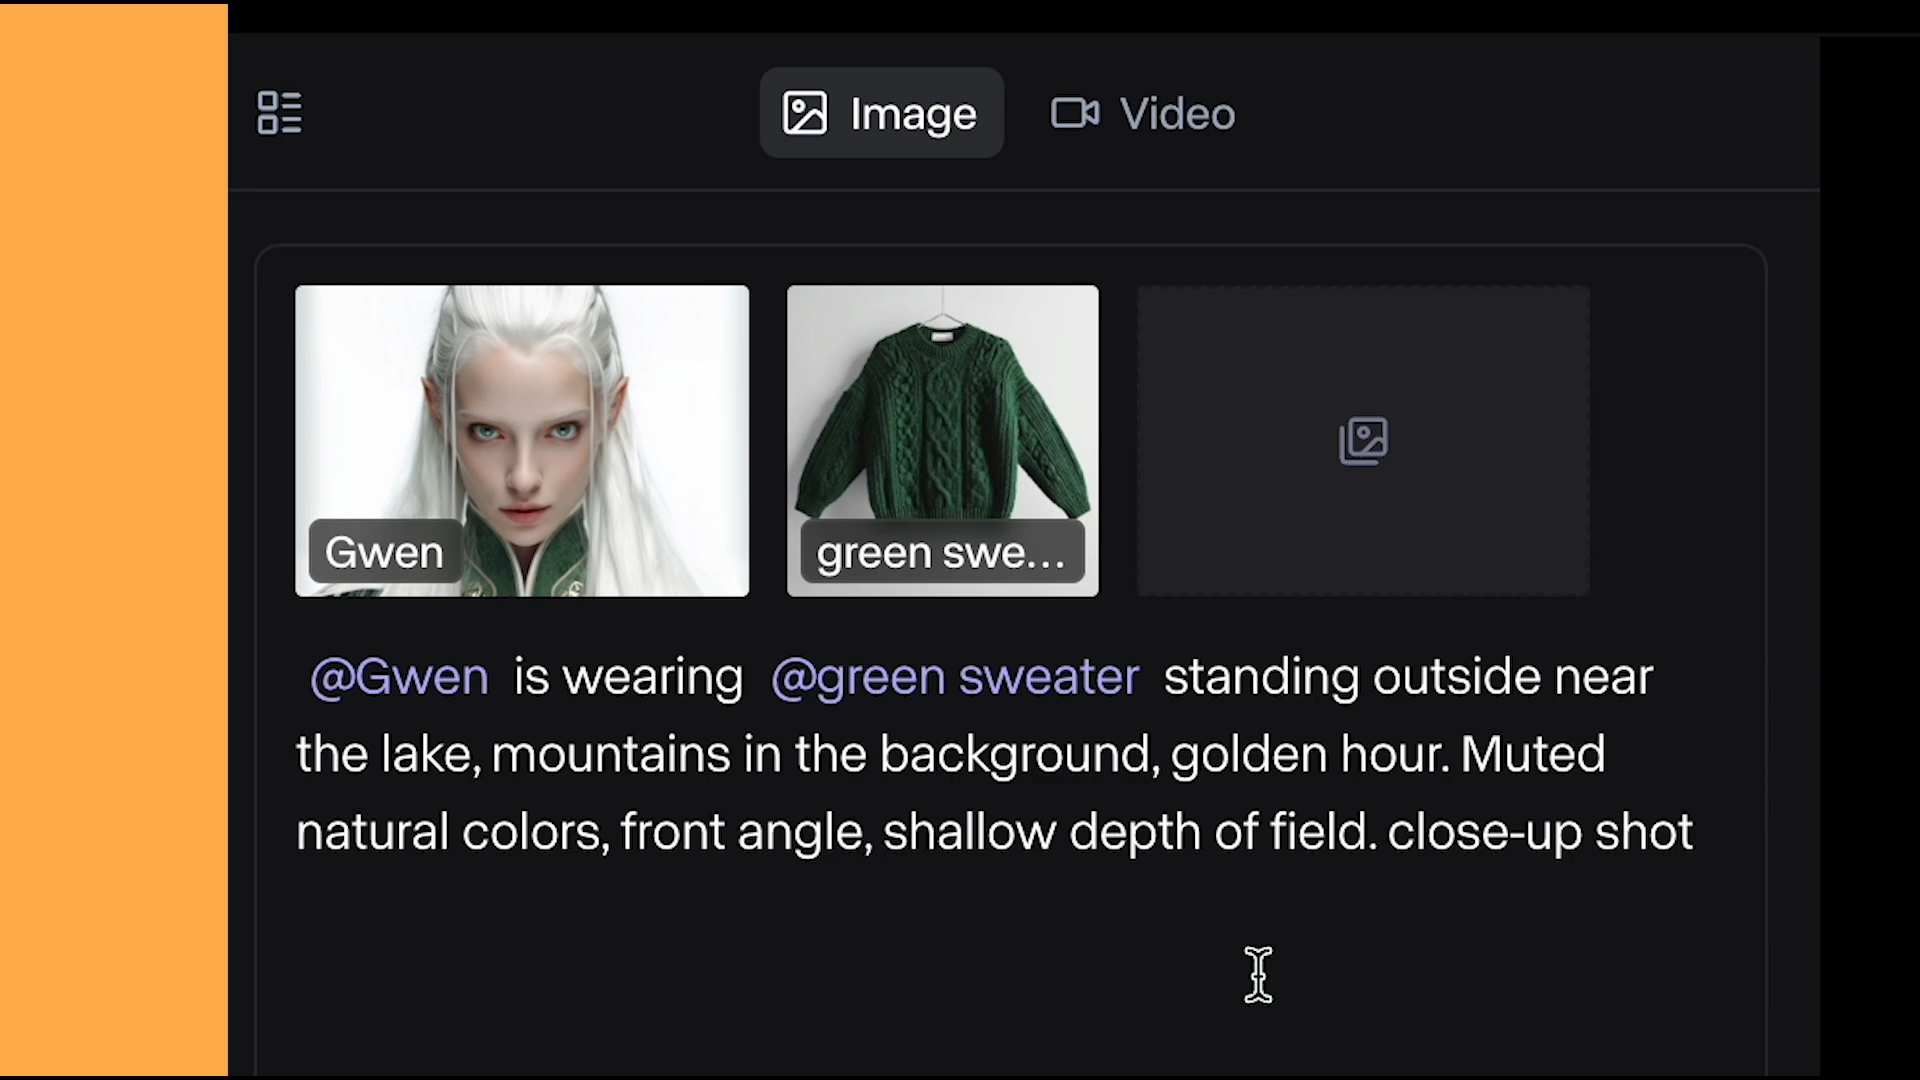 Image Video
Gwen green swe...
@Gwen is wearing @green sweater standing outside near
the lake, mountains in the background, golden hour. Muted
natural colors, front angle, shallow depth of field. close-up shot